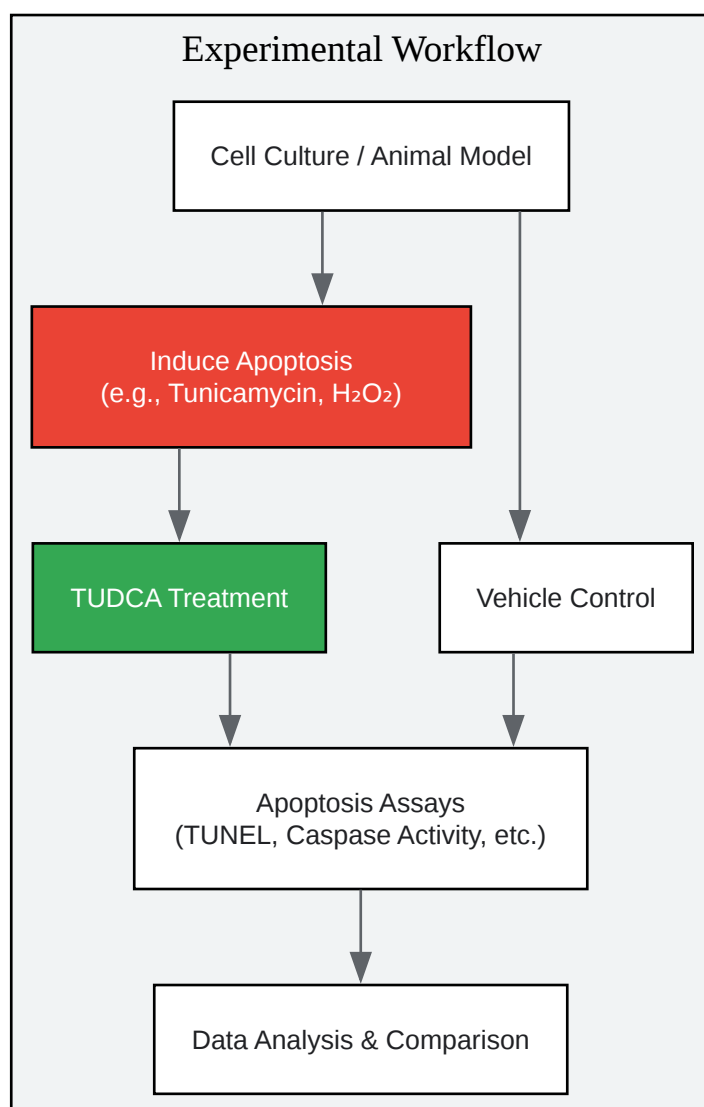 Experimental Workflow
Cell Culture / Animal Model
Induce Apoptosis
(e.g., Tunicamycin, H₂O₂)
TUDCA Treatment
Vehicle Control
Apoptosis Assays
(TUNEL, Caspase Activity, etc.)
Data Analysis & Comparison